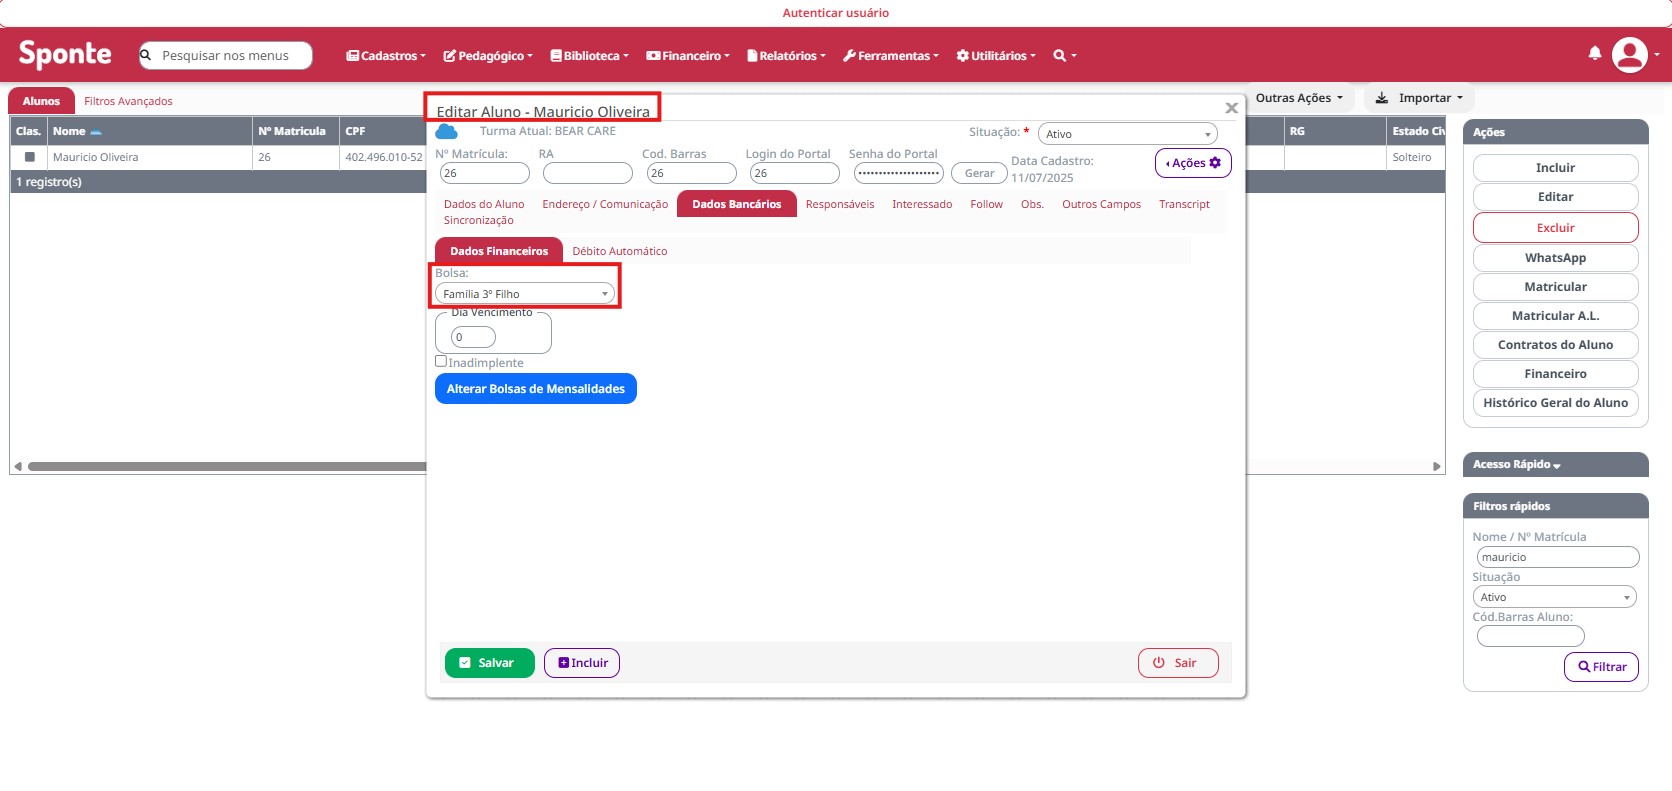 Autenticar usuário
Sponte
Pesquisar nos menus
Cadastros
Pedagógico
Biblioteca
Financeiro
Relatórios
Ferramentas
Utilitários
Alunos
Filtros Avançados
Outras Ações
Importar
Clas.
Nome
Nº Matricula
CPF
RG
Estado Civ
Mauricio Oliveira
26
402.496.010-52
Solteiro
1 registro(s)
Editar Aluno - Mauricio Oliveira
Turma Atual: BEAR CARE
Situação: *
Ativo
Nº Matrícula:
RA
Cod. Barras
Login do Portal
Senha do Portal
26
26
26
Gerar
Data Cadastro:
11/07/2025
Ações
Dados do Aluno
Endereço / Comunicação
Dados Bancários
Responsáveis
Interessado
Follow
Obs.
Outros Campos
Transcript
Sincronização
Dados Financeiros
Débito Automático
Bolsa:
Família 3º Filho
Dia Vencimento
0
Inadimplente
Alterar Bolsas de Mensalidades
Salvar
Incluir
Sair
Ações
Incluir
Editar
Excluir
WhatsApp
Matricular
Matricular A.L.
Contratos do Aluno
Financeiro
Histórico Geral do Aluno
Acesso Rápido
Filtros rápidos
Nome / Nº Matrícula
mauricio
Situação
Ativo
Cód.Barras Aluno:
Filtrar